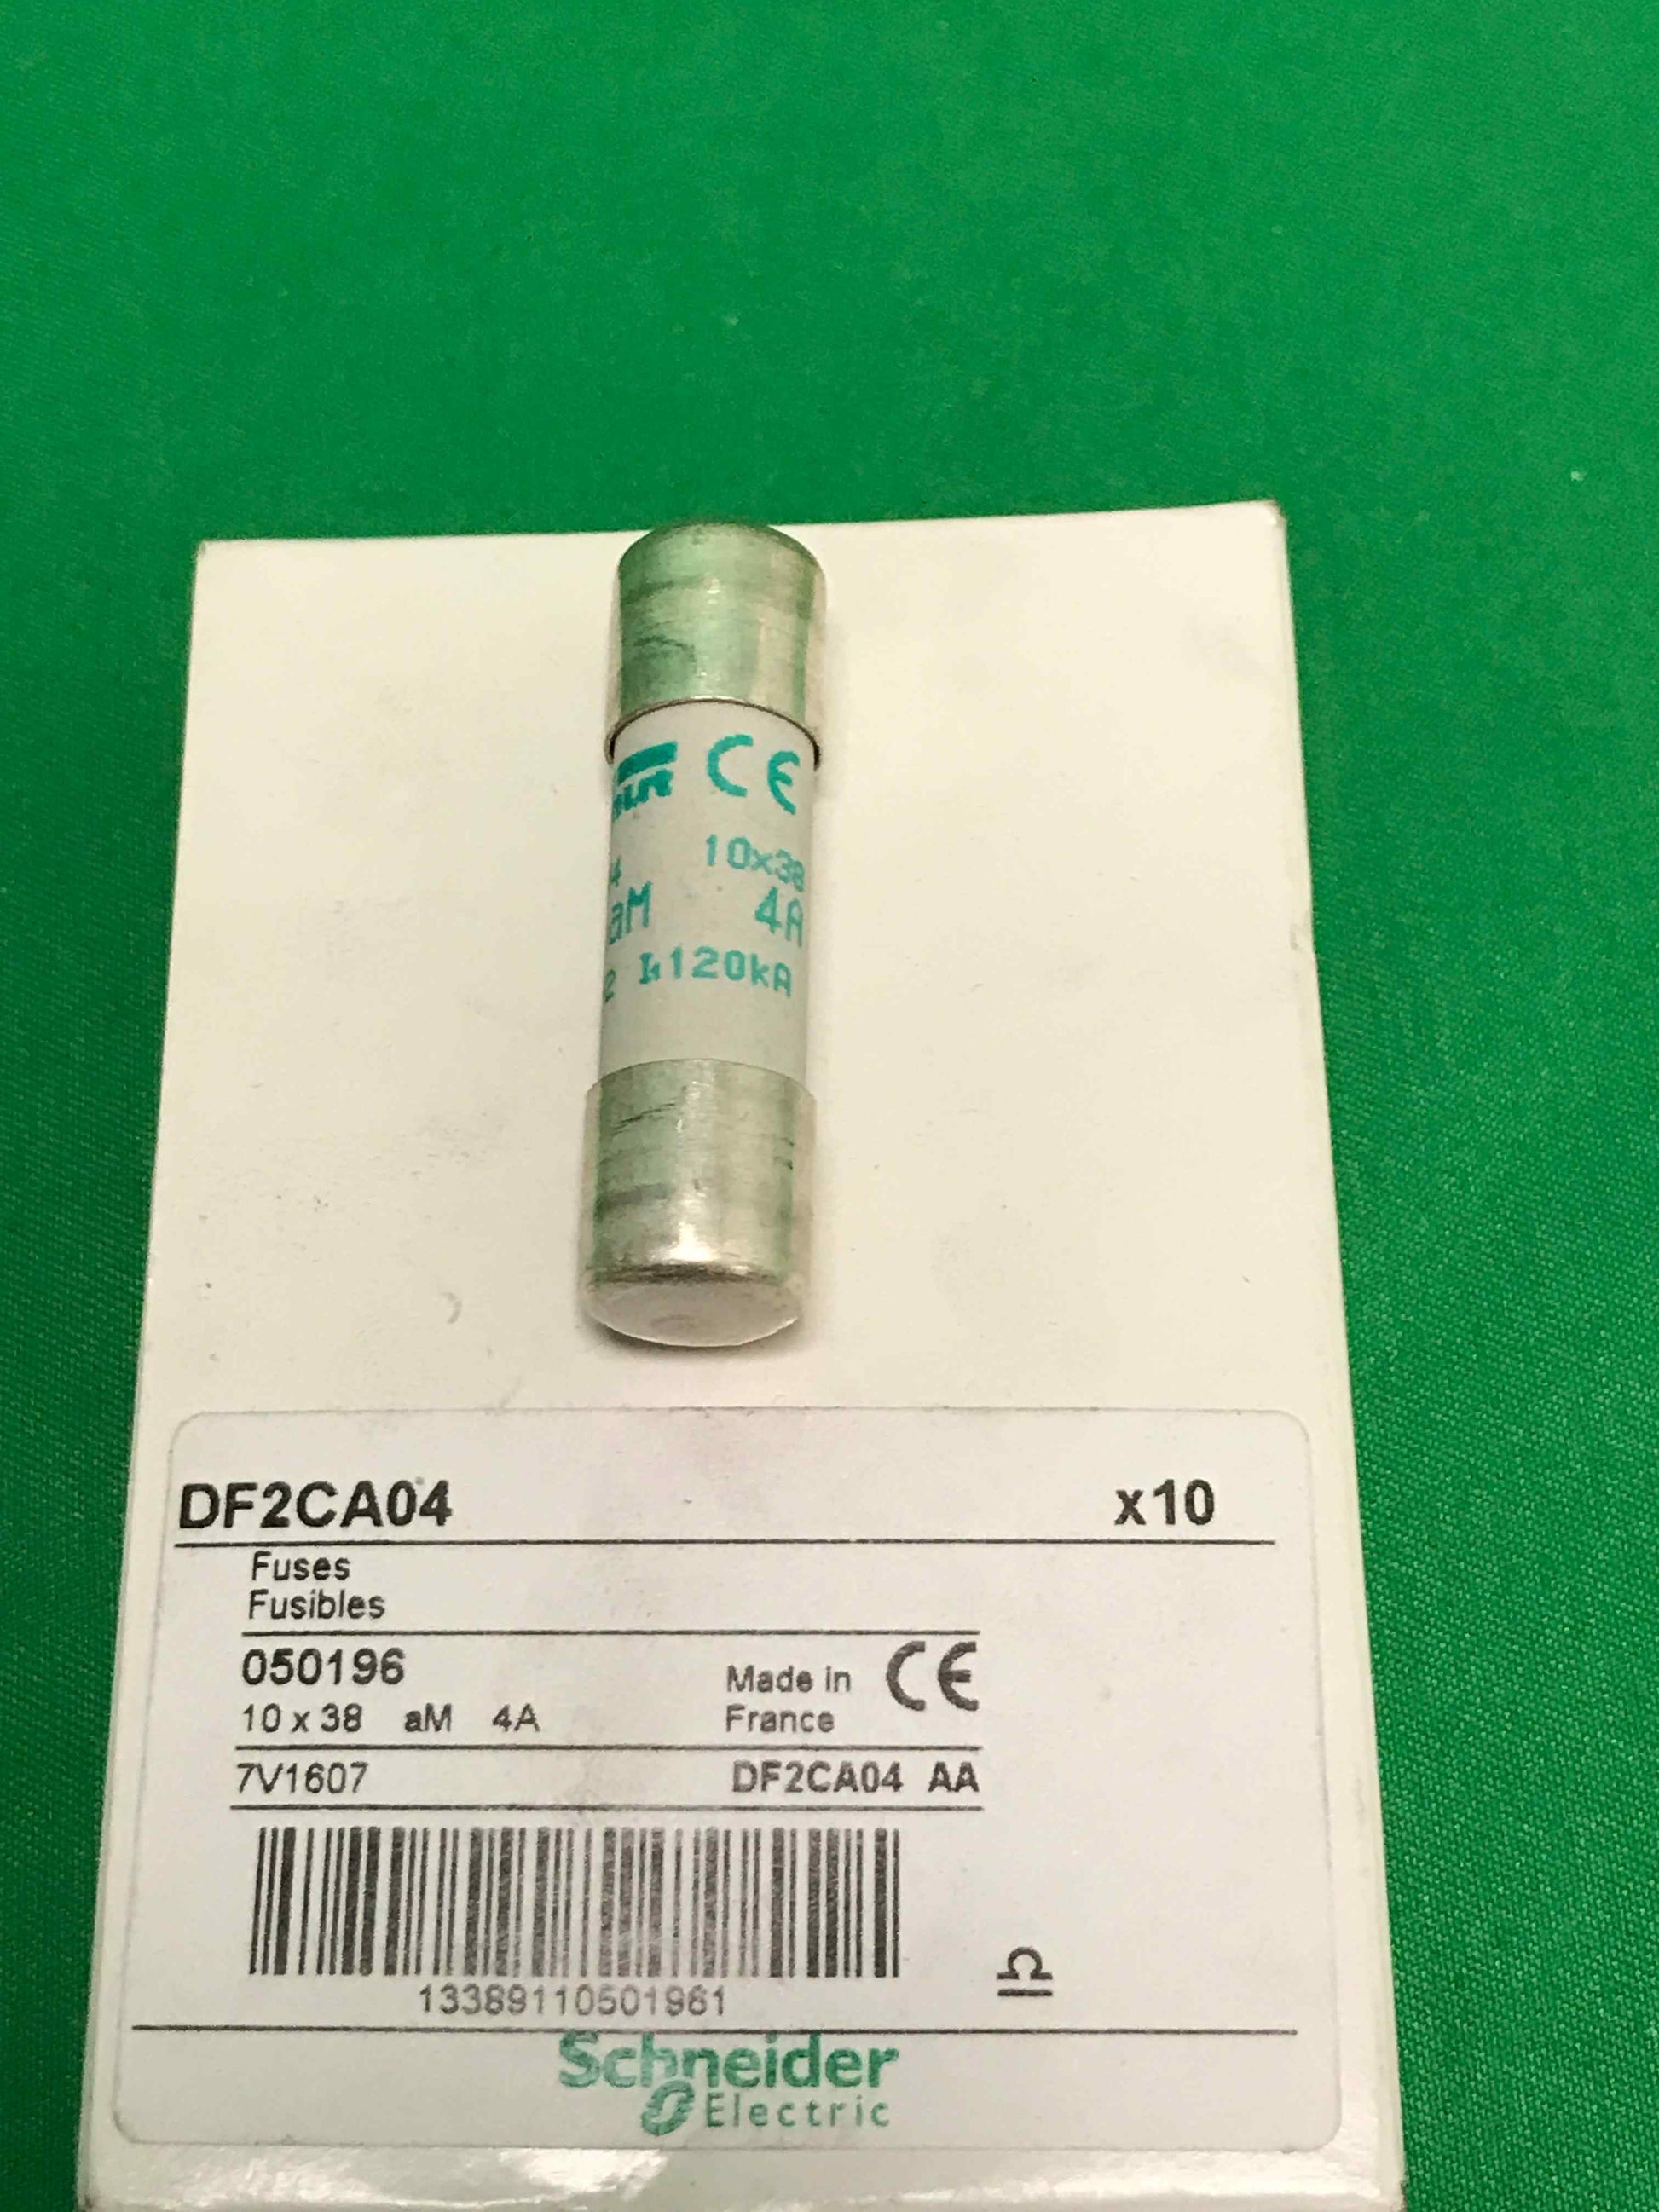 CE
10x38
aM 4A
I1 120kA
DF2CA04 x10
Fuses
Fusibles
050196
Made in CE
10 x 38 aM 4A France
7V1607 DF2CA04 AA
13389110501961
Schneider
Electric